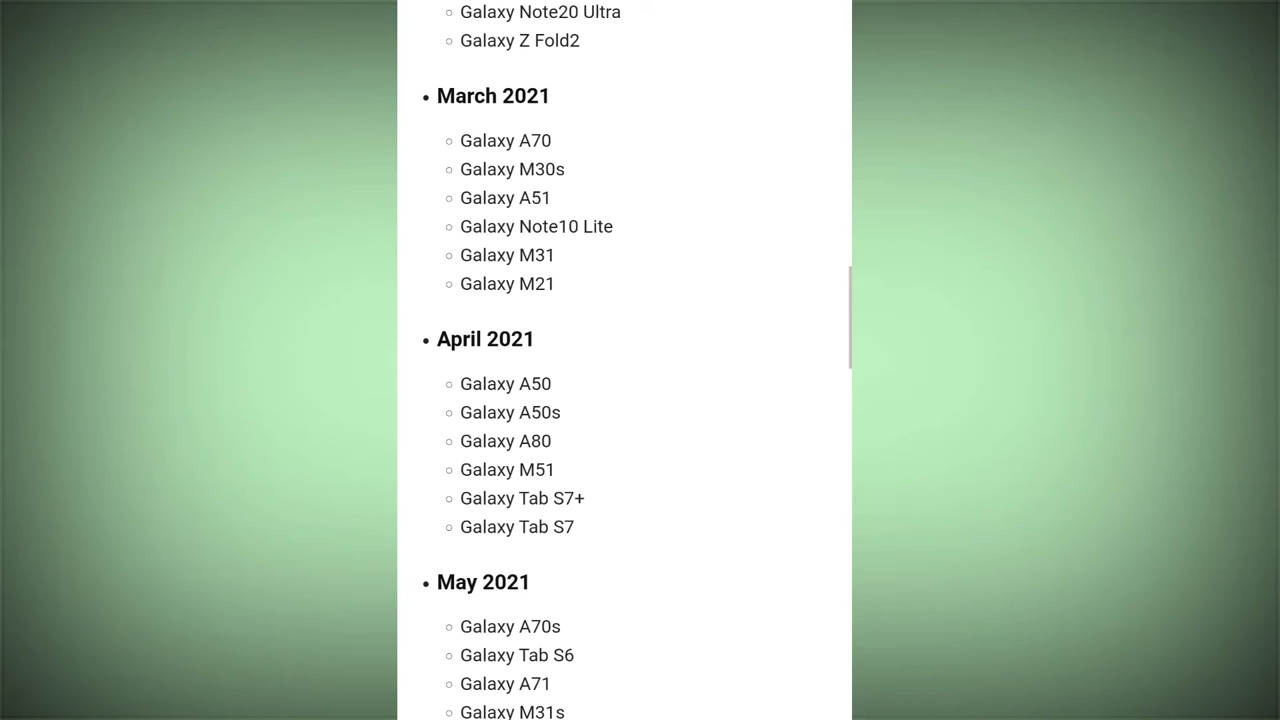 Galaxy Note20 Ultra
Galaxy Z Fold2
March 2021
Galaxy A70
Galaxy M30s
Galaxy A51
Galaxy Note10 Lite
Galaxy M31
Galaxy M21
April 2021
Galaxy A50
Galaxy A50s
Galaxy A80
Galaxy M51
Galaxy Tab S7+
Galaxy Tab S7
May 2021
Galaxy A70s
Galaxy Tab S6
Galaxy A71
Galaxy M31s